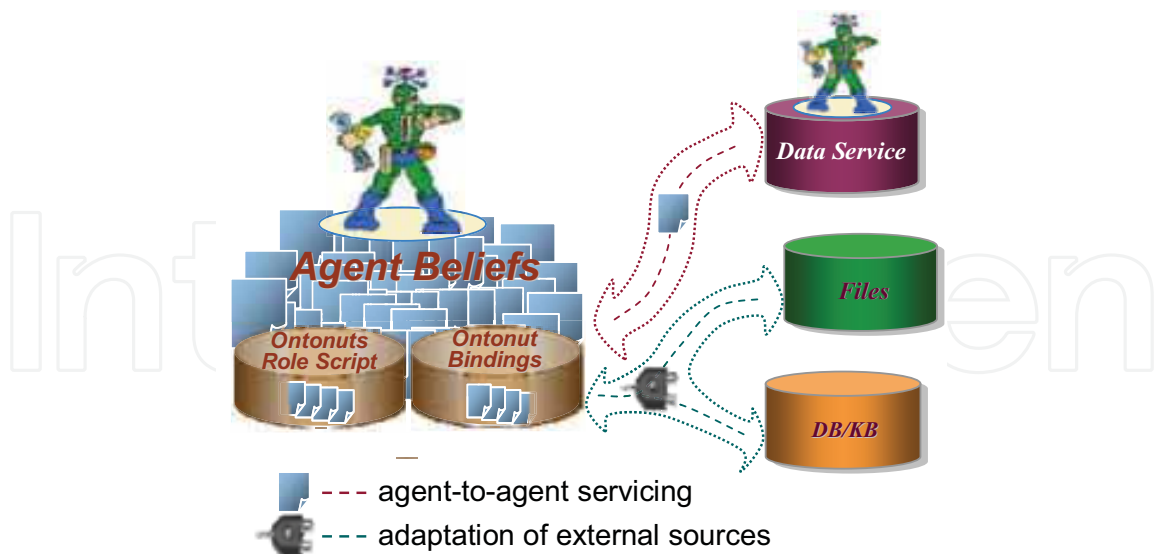 Data Service
Agent Beliefs
Files
Ontonuts
Role Script
Ontonut
Bindings
DB/KB
agent-to-agent servicing
adaptation of external sources